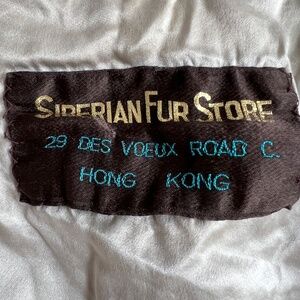 SIBERIAN FUR STORE
29 DES VOEUX ROAD C.
HONG KONG